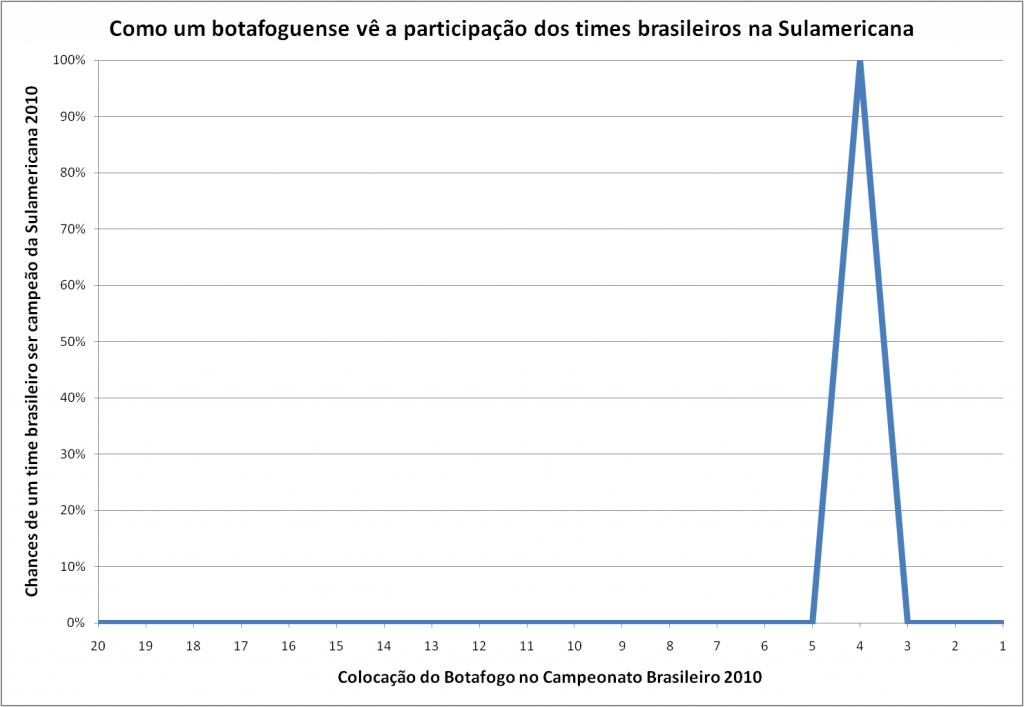 Como um botafoguense vê a participação dos times brasileiros na Sulamericana
Chances de um time brasileiro ser campeão da Sulamericana 2010
100%
90%
80%
70%
60%
50%
40%
30%
20%
10%
0%
20 19 18 17 16 15 14 13 12 11 10 9 8 7 6 5 4 3 2 1
Colocação do Botafogo no Campeonato Brasileiro 2010